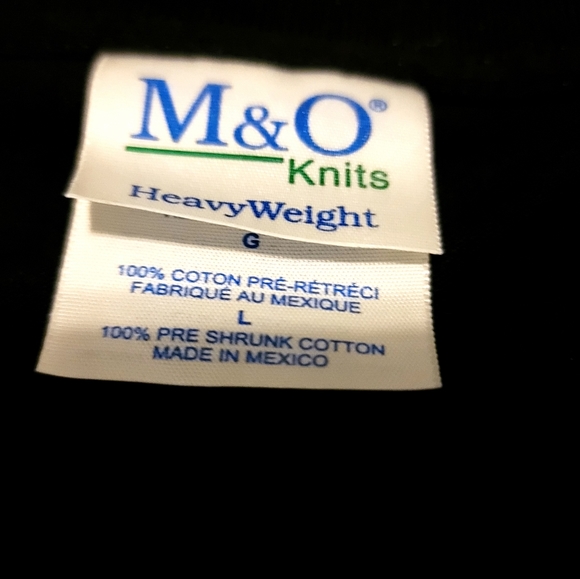 M&O®
Knits
HeavyWeight
G
100% COTON PRÉ-RÉTRÉCI
FABRIQUÉ AU MEXIQUE
L
100% PRE SHRUNK COTTON
MADE IN MEXICO